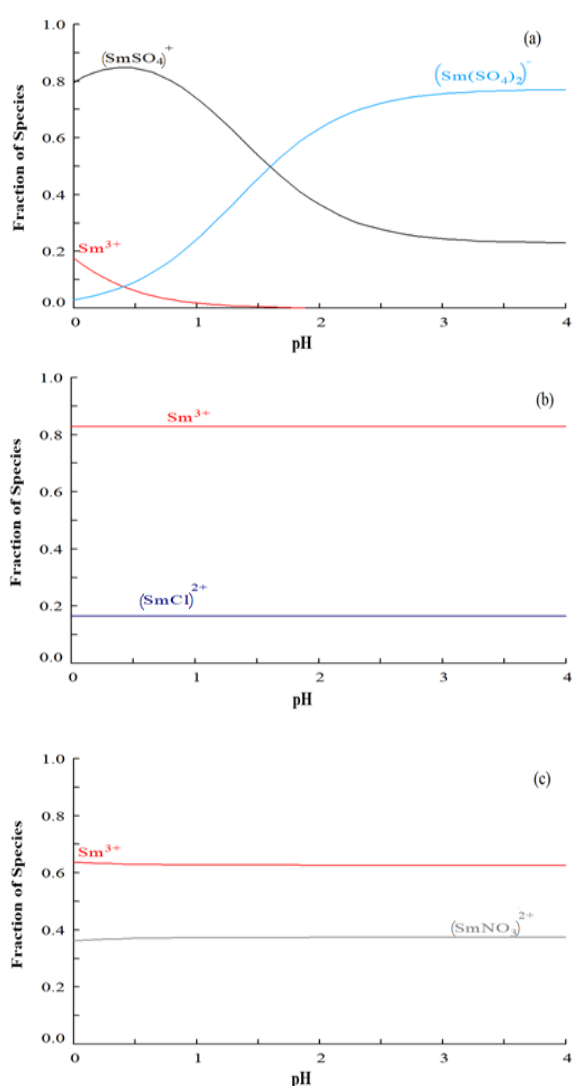 (a)
1.0
(SmSO4)+
0.8
(Sm(SO4)2)-
0.6
0.4
0.2
Sm3+
0.0
Fraction of Species
0 1 2 3 4
pH
(b)
1.0
Sm3+
0.8
0.6
0.4
(SmCl)2+
0.2
0.0
Fraction of Species
0 1 2 3 4
pH
(c)
1.0
0.8
Sm3+
0.6
0.4
(SmNO3)2+
0.2
0.0
Fraction of Species
0 1 2 3 4
pH